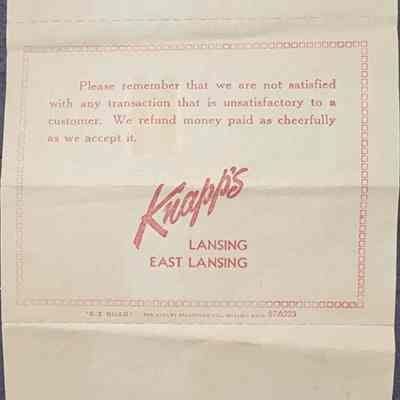 Please remember that we are not satisfied
with any transaction that is unsatisfactory to a
customer. We refund money paid as cheerfully
as we accept it.
Knapp's
LANSING
EAST LANSING